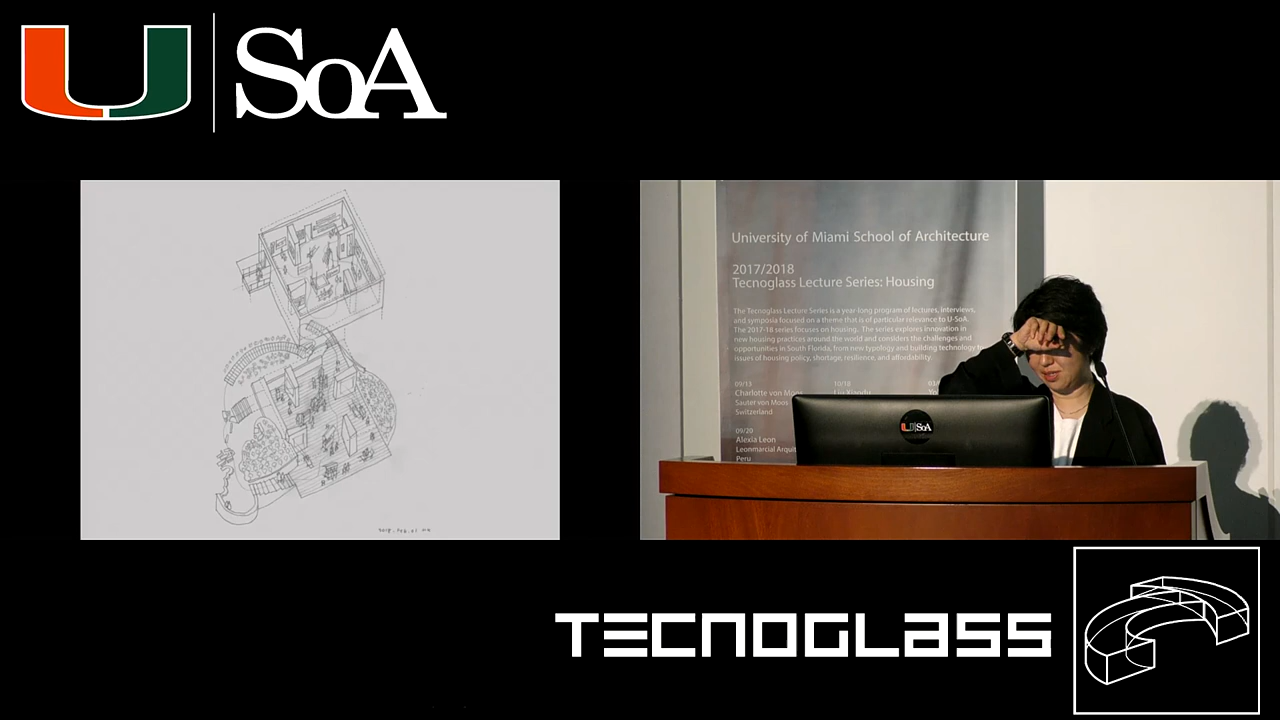 U SoA
University of Miami School of Architecture
2017/2018
Tecnoglass Lecture Series: Housing
The Tecnoglass Lecture Series is a year-long program of lectures, interviews,
and symposia focused on a theme that is of particular relevance to U-SoA.
The 2017-18 series focuses on housing. The series explores innovation in
new housing practices around the world and considers the challenges and
opportunities in South Florida, from new typology and building technology
issues of housing policy, shortage, resilience, and affordability.
09/13
Charlotte von Moos
Sauter von Moos
Switzerland
10/18
09/20
Alexia Leon
Leonmarcial Arquit
Peru
U SoA
TECNOGLASS